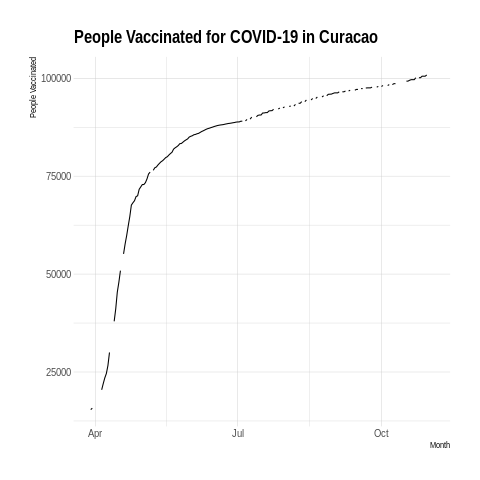 People Vaccinated for COVID-19 in Curacao
People Vaccinated
100000
75000
50000
25000
Apr Jul Oct
Month